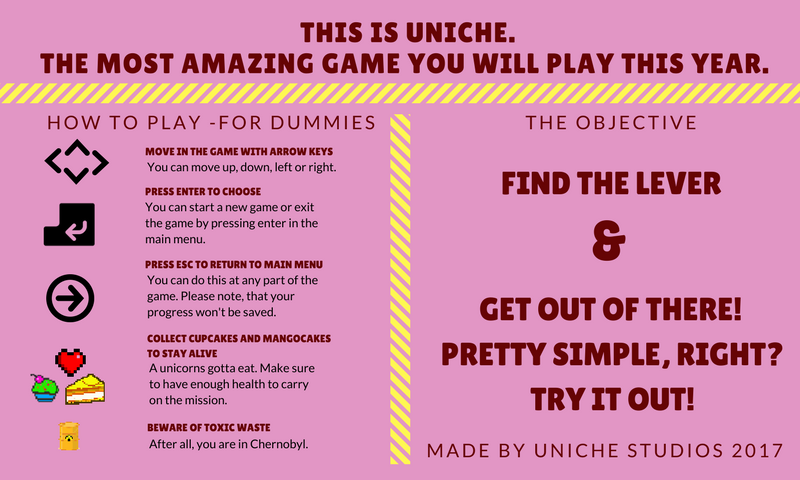 THIS IS UNICHE.
THE MOST AMAZING GAME YOU WILL PLAY THIS YEAR.
HOW TO PLAY -FOR DUMMIES
MOVE IN THE GAME WITH ARROW KEYS
You can move up, down, left or right.
PRESS ENTER TO CHOOSE
You can start a new game or exit
the game by pressing enter in the
main menu.
PRESS ESC TO RETURN TO MAIN MENU
You can do this at any part of the
game. Please note, that your
progress won't be saved.
COLLECT CUPCAKES AND MANGOCAKES
TO STAY ALIVE
A unicorns gotta eat. Make sure
to have enough health to carry
on the mission.
BEWARE OF TOXIC WASTE
After all, you are in Chernobyl.
THE OBJECTIVE
FIND THE LEVER
&
GET OUT OF THERE!
PRETTY SIMPLE, RIGHT?
TRY IT OUT!
MADE BY UNICHE STUDIOS 2017